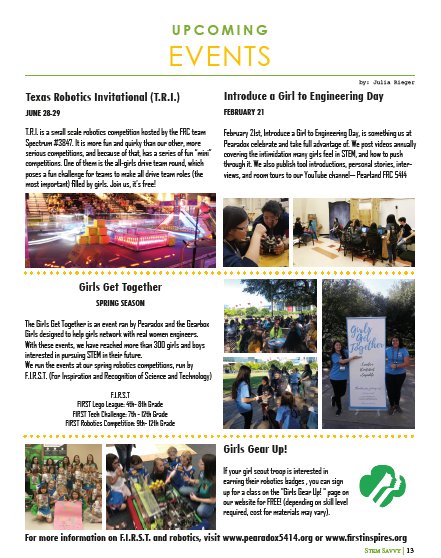 UPCOMING
EVENTS
by: Julia Rieger
Texas Robotics Invitational (T.R.I.)
JUNE 28-29
T.R.I. is a small scale robotics competition hosted by the FRC team
Spectrum #3847. It is more fun and quirky than our other, more
serious competitions, and because of that, has a series of fun "mini"
competitions. One of them is the all-girls drive team round, which
poses a fun challenge for teams to make all drive team roles (the
most important) filled by girls. Join us, it's free!
Introduce a Girl to Engineering Day
FEBRUARY 21
February 21st, Introduce a Girl to Engineering Day, is something us at
Pearadox celebrate and take full advantage of. We post videos annually
covering the intimidation many girls feel in STEM, and how to push
through it. We also publish tool introductions, personal stories, inter-
views, and room tours to our YouTube channel— Pearland FRC 5414
Girls Get Together
SPRING SEASON
The Girls Get Together is an event ran by Pearadox and the Gearbox
Girls designed to help girls network with real women engineers.
With these events, we have reached more than 300 girls and boys
interested in pursuing STEM in their future.
We run the events at our spring robotics competitions, run by
F.I.R.S.T. (For Inspiration and Recognition of Science and Technology)
F.I.R.S.T
FIRST Lego League: 4th- 8th Grade
FIRST Tech Challenge: 7th - 12th Grade
FIRST Robotics Competition: 9th- 12th Grade
Girls
Get
Together
Girls Gear Up!
If your girl scout troop is interested in
earning their robotics badges , you can sign
up for a class on the "Girls Gear Up! " page on
our website for FREE! (depending on skill level
required, cost for materials may vary).
For more information on F.I.R.S.T. and robotics, visit www.pearadox5414.org or www.firstinspires.org
STEM SAVVY | 13